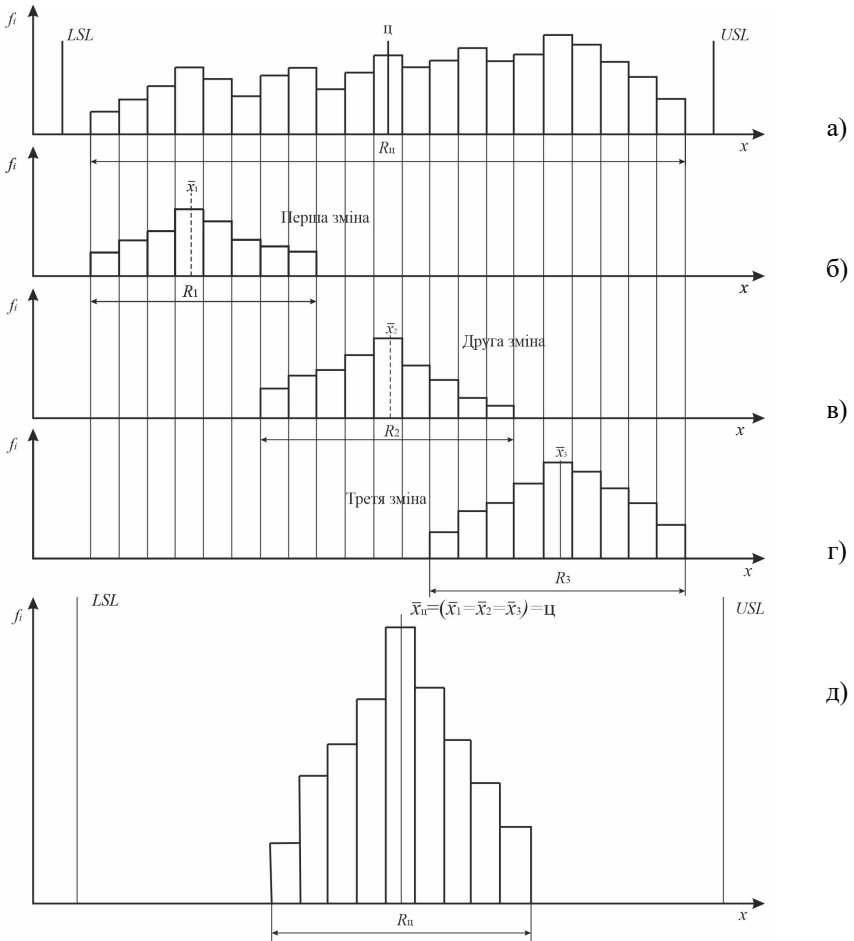 fi
LSL
ц
USL
x
а)
Rц
fi
x̄1
Перша зміна
x
б)
R1
fi
x̄2
Друга зміна
x
в)
R2
fi
x̄3
Третя зміна
x
г)
R3
fi
LSL
x̄ц=(x̄1=x̄2=x̄3)=ц
USL
д)
Rц
x